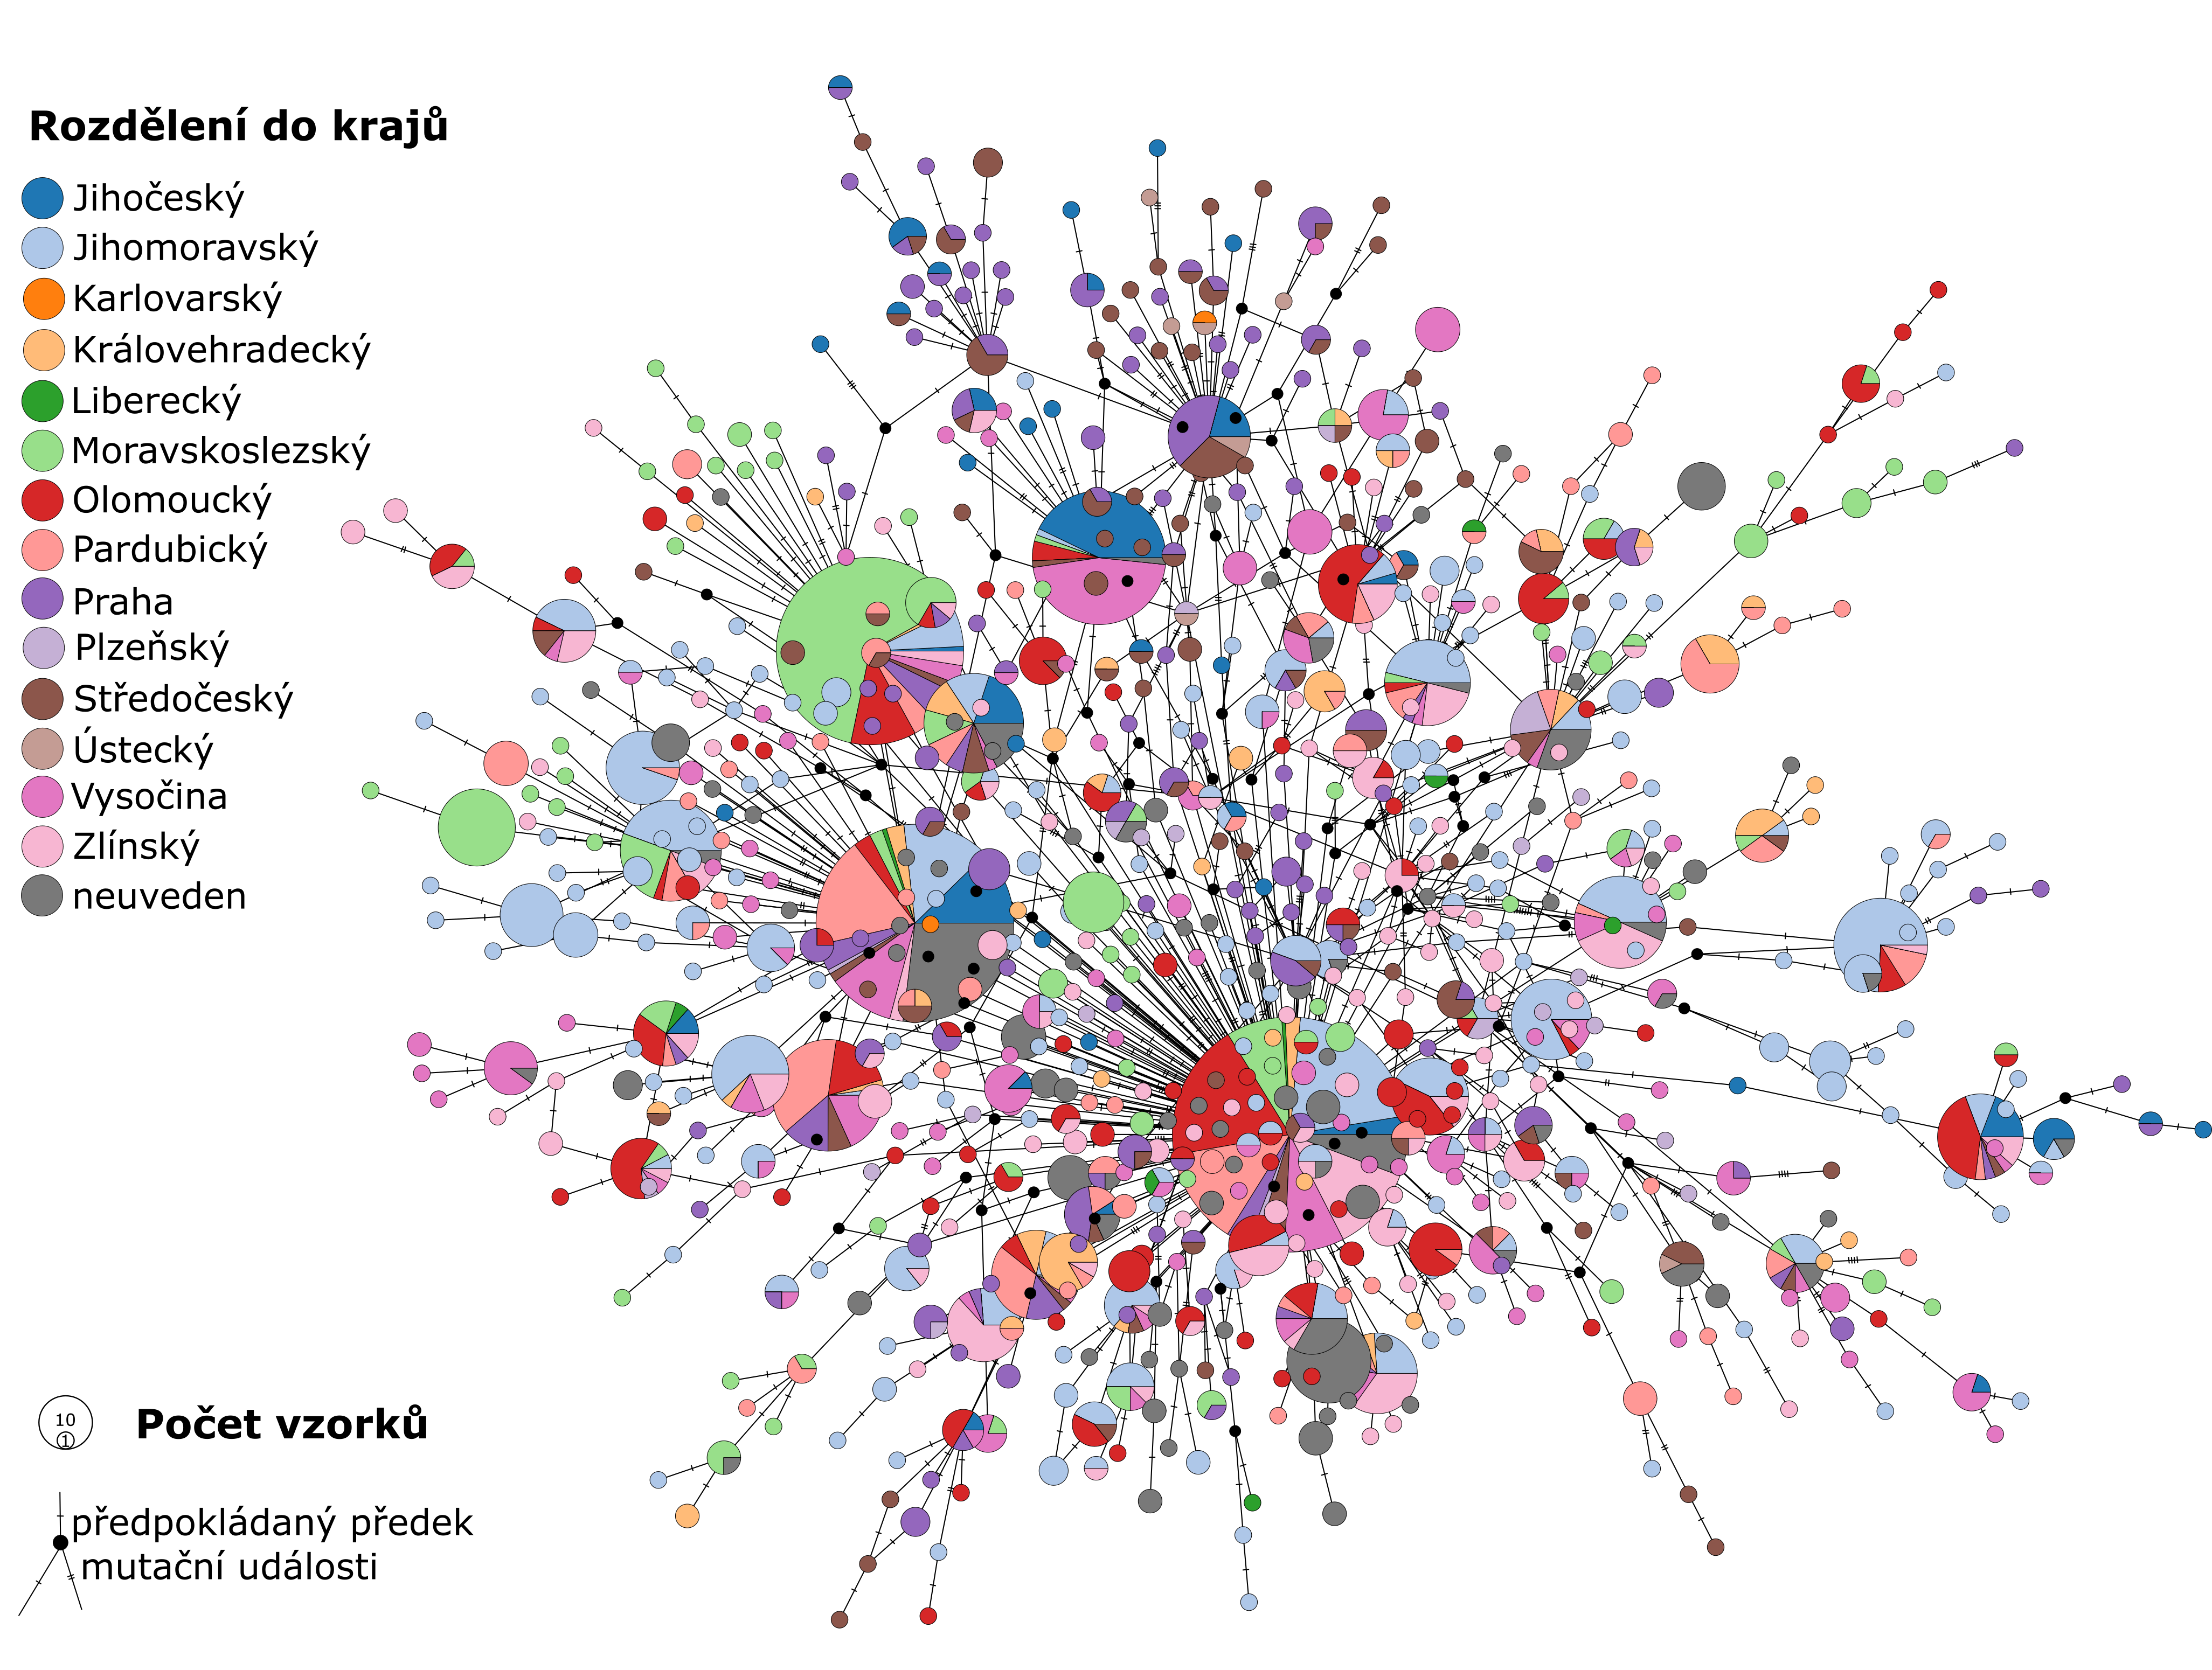 Rozdělení do krajů
Jihočeský
Jihomoravský
Karlovarský
Královehradecký
Liberecký
Moravskoslezský
Olomoucký
Pardubický
Praha
Plzeňský
Středočeský
Ústecký
Vysočina
Zlínský
neuveden
10
1
Počet vzorků
předpokládaný předek
mutační události